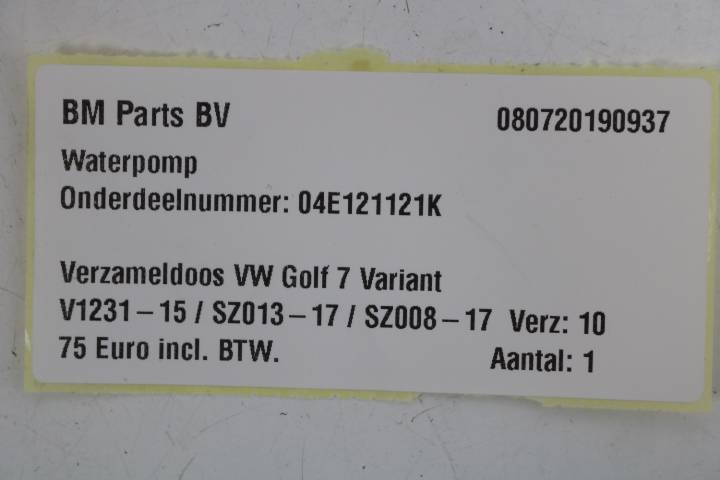 BM Parts BV 080720190937
Waterpomp
Onderdeelnummer: 04E121121K
Verzameldoos VW Golf 7 Variant
V1231-15 / SZ013-17 / SZ008-17 Verz: 10
75 Euro incl. BTW. Aantal: 1